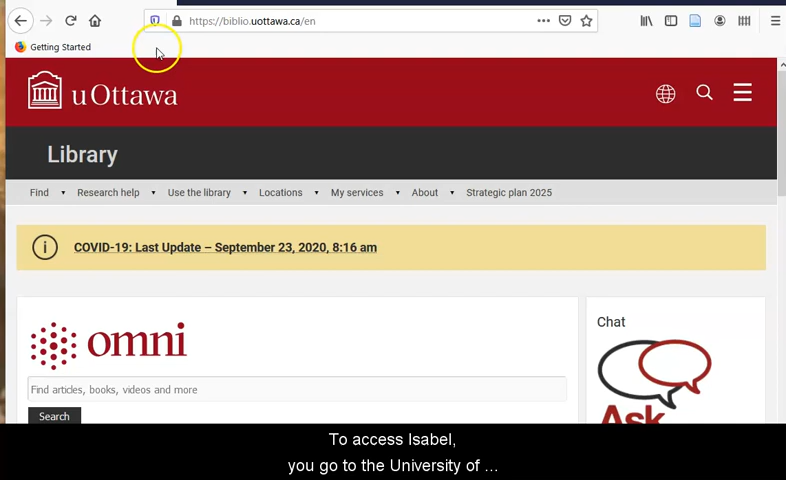 https://biblio.uottawa.ca/en
Getting Started
uOttawa
Library
Find Research help Use the library Locations My services About Strategic plan 2025
i COVID-19: Last Update – September 23, 2020, 8:16 am
omni
Find articles, books, videos and more
Search
Chat
Ask
To access Isabel,
you go to the University of ...